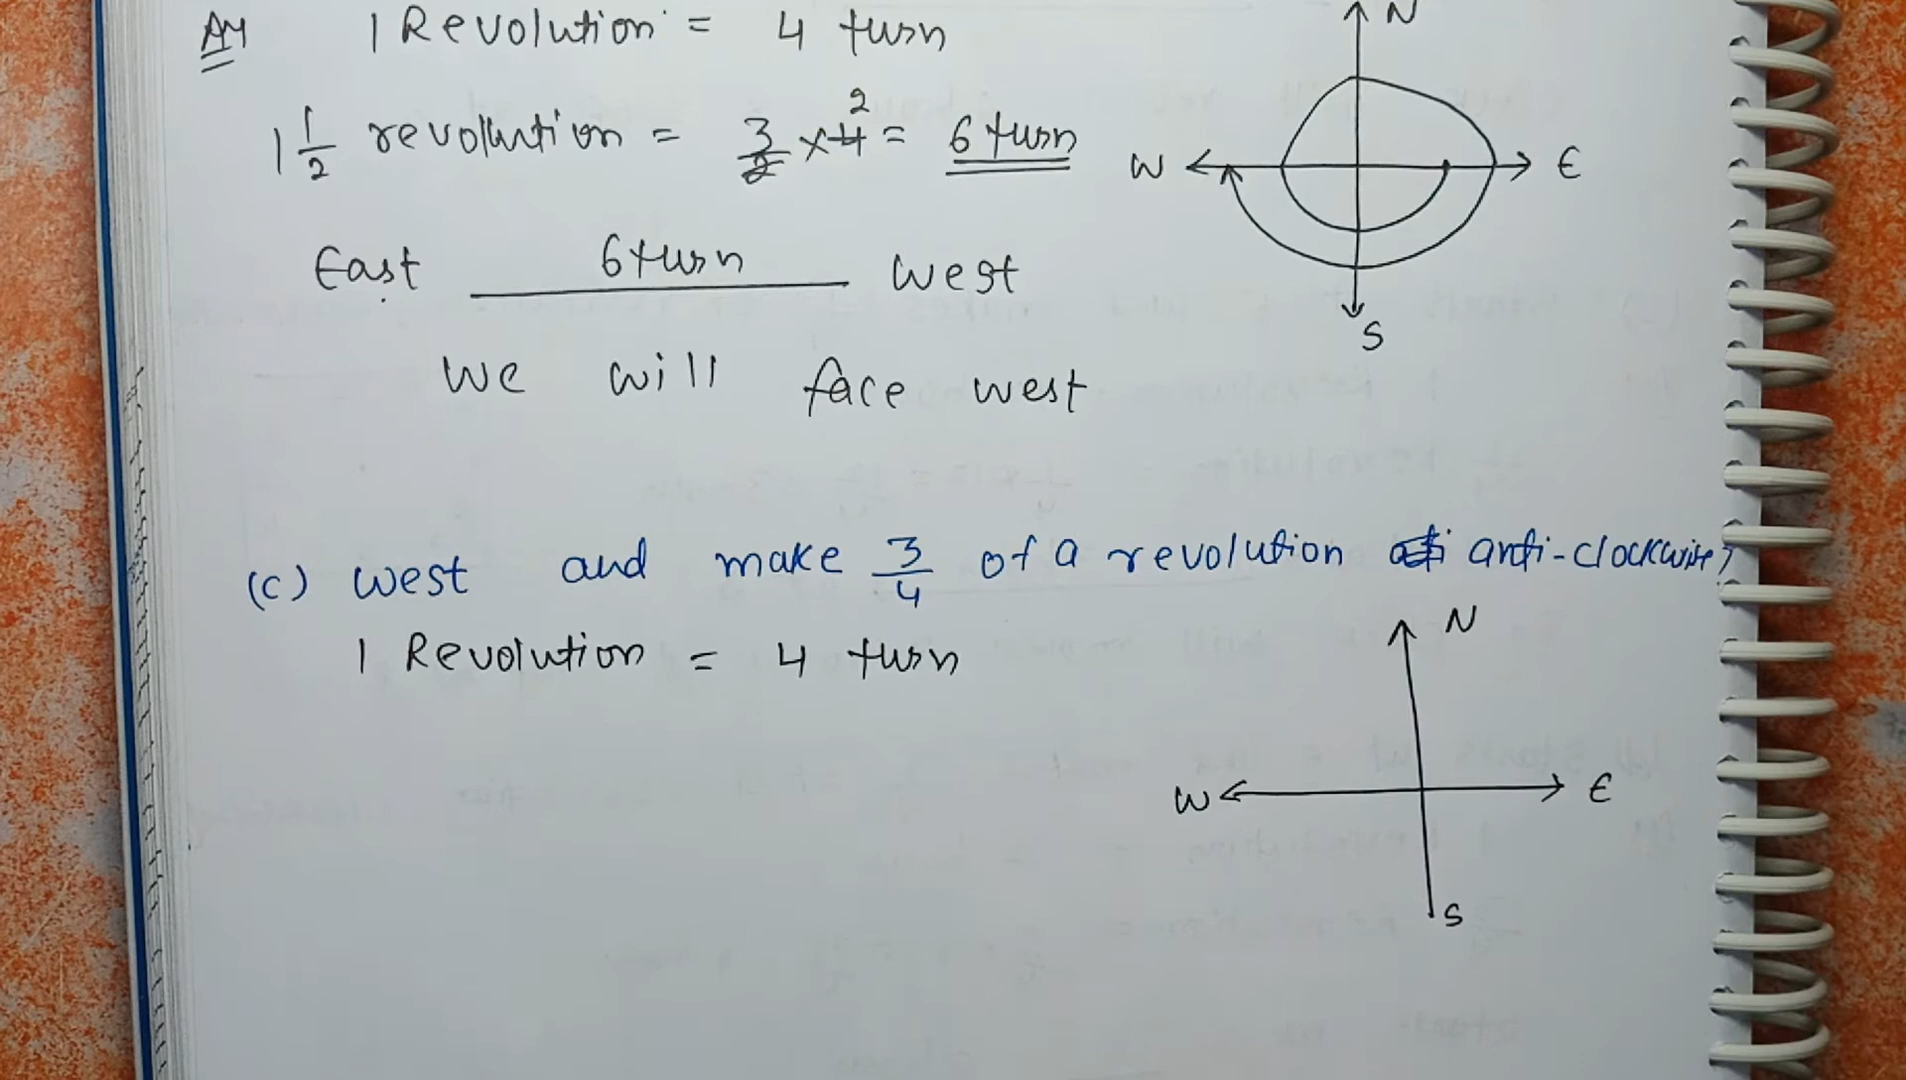 Ans 1 Revolution = 4 turn
N
1 1/2 revolution = 3/2 × 4 2 = 6 turn
W E
East 6 turn west
S
we will face west
(c) west and make 3/4 of a revolution anti-clockwise?
1 Revolution = 4 turn
N
W E
S